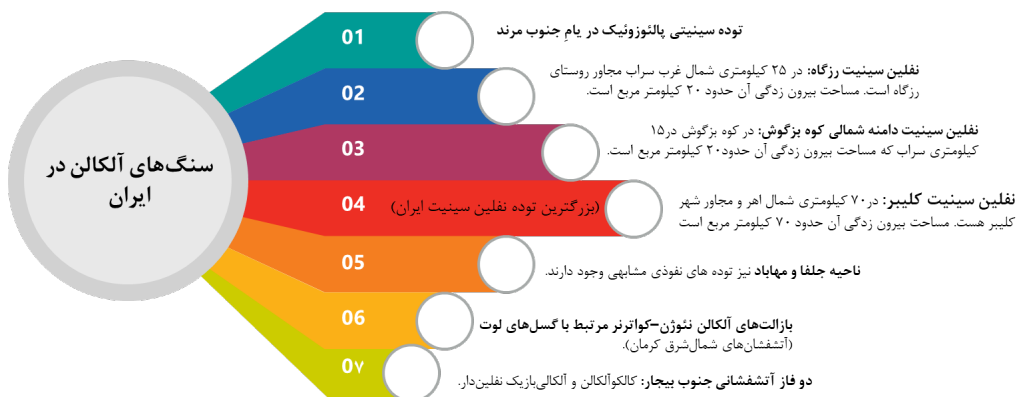 سنگ‌های آلکالن در
ایران
01
توده سینیتی پالئوزوئیک در یامِ جنوب مرند
02
نفلین سینیت رزگاه: در ۲۵ کیلومتری شمال غرب سراب مجاور روستای
رزگاه است. مساحت بیرون زدگی آن حدود ۲۰ کیلومتر مربع است.
03
نفلین سینیت دامنه شمالی کوه بزگوش: در کوه بزگوش در۱۵
کیلومتری سراب که مساحت بیرون زدگی آن حدود۲۰ کیلومتر مربع است.
04
(بزرگترین توده نفلین سینیت ایران)
نفلین سینیت کلیبر: در۷۰ کیلومتری شمال اهر و مجاور شهر
کلیبر هست. مساحت بیرون زدگی آن حدود ۷۰ کیلومتر مربع است
05
ناحیه جلفا و مهاباد نیز توده های نفوذی مشابهی وجود دارند.
06
بازالت‌های آلکالن نئوژن–کواترنر مرتبط با گسل‌های لوت
(آتشفشان‌های شمال‌شرق کرمان).
0۷
دو فاز آتشفشانی جنوب بیجار: کالکوآلکالن و آلکالی‌بازیک نفلین‌دار.